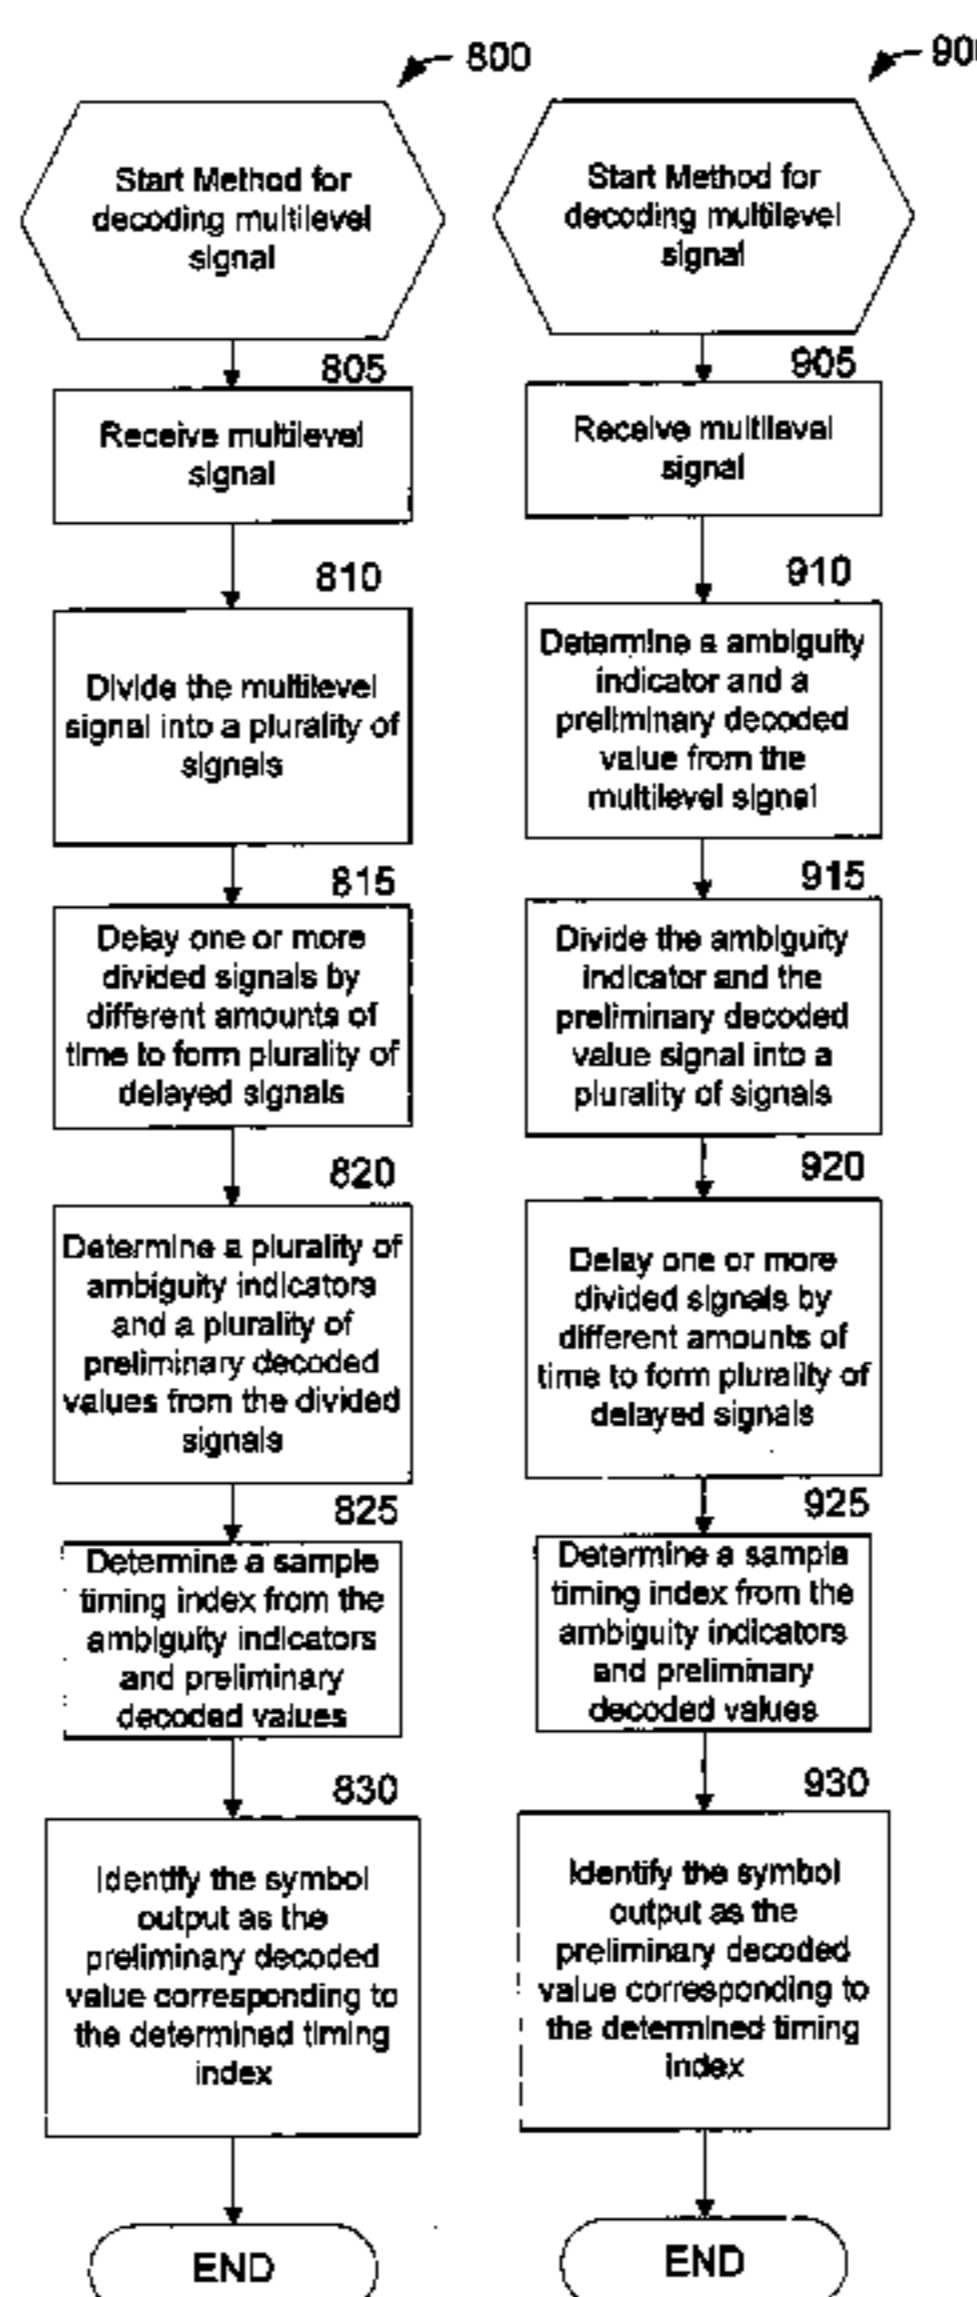 800
Start Method for
decoding multilevel
signal
805
Receive multilevel
signal
810
Divide the multilevel
signal into a plurality of
signals
815
Delay one or more
divided signals by
different amounts of
time to form plurality of
delayed signals
820
Determine a plurality of
ambiguity indicators
and a plurality of
preliminary decoded
values from the divided
signals
825
Determine a sample
timing index from the
ambiguity indicators
and preliminary
decoded values
830
Identify the symbol
output as the
preliminary decoded
value corresponding to
the determined timing
index
END
900
Start Method for
decoding multilevel
signal
905
Receive multilevel
signal
910
Determine a ambiguity
indicator and a
preliminary decoded
value from the
multilevel signal
915
Divide the ambiguity
indicator and the
preliminary decoded
value signal into a
plurality of signals
920
Delay one or more
divided signals by
different amounts of
time to form plurality of
delayed signals
925
Determine a sample
timing index from the
ambiguity indicators
and preliminary
decoded values
930
Identify the symbol
output as the
preliminary decoded
value corresponding to
the determined timing
index
END